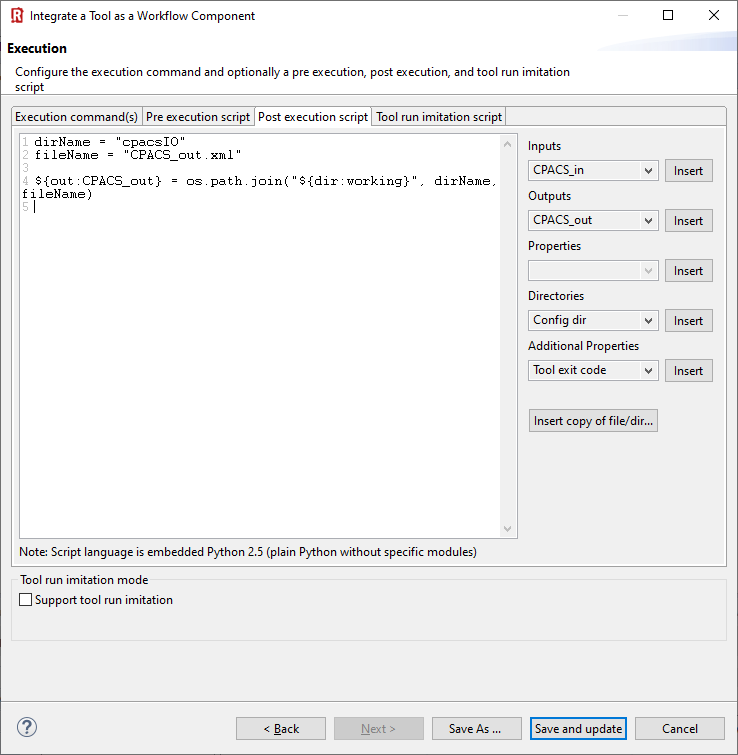 Integrate a Tool as a Workflow Component
Execution
Configure the execution command and optionally a pre execution, post execution, and tool run imitation
script
Execution command(s) Pre execution script Post execution script Tool run imitation script
1 dirName = "cpacsIO"
2 fileName = "CPACS_out.xml"
3
4 ${out:CPACS_out} = os.path.join("${dir:working}", dirName,
fileName)
5
Inputs
CPACS_in Insert
Outputs
CPACS_out Insert
Properties
Insert
Directories
Config dir Insert
Additional Properties
Tool exit code Insert
Insert copy of file/dir...
Note: Script language is embedded Python 2.5 (plain Python without specific modules)
Tool run imitation mode
Support tool run imitation
? < Back Next > Save As ... Save and update Cancel